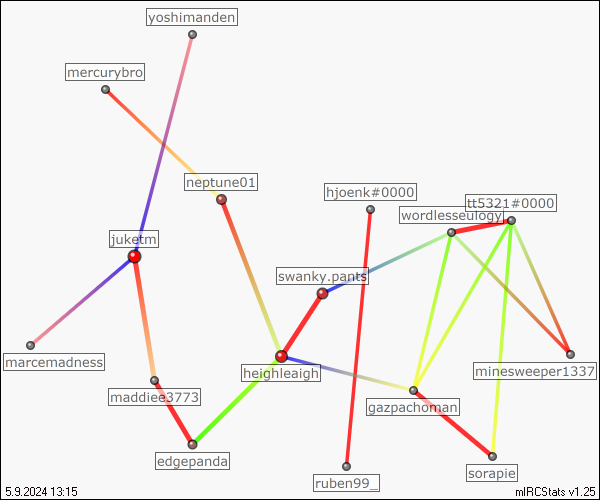 yoshimanden
mercurybro
neptune01
hjoenk#0000
tt5321#0000
wordlesseulogy
juketm
swanky.pants
marcemadness
heighleaigh
minesweeper1337
maddiee3773
gazpachoman
edgepanda
sorapie
ruben99_
5.9.2024 13:15
mIRCStats v1.25